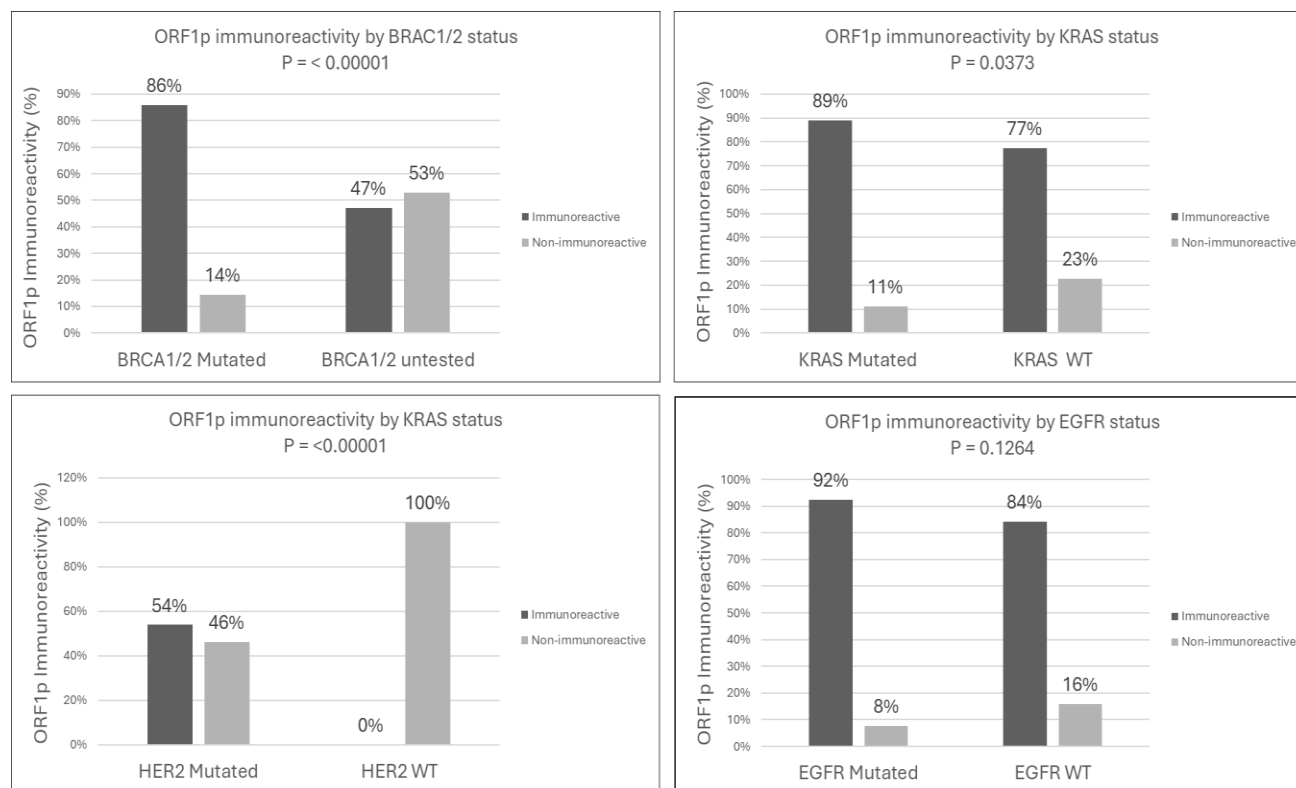 ORF1p immunoreactivity by BRAC1/2 status
P = < 0.00001
ORF1p Immunoreactivity (%)
90%
80%
70%
60%
50%
40%
30%
20%
10%
0%
86%
14%
47%
53%
BRCA1/2 Mutated
BRCA1/2 untested
Immunoreactive
Non-immunoreactive
ORF1p immunoreactivity by KRAS status
P = 0.0373
ORF1p Immunoreactivity (%)
100%
90%
80%
70%
60%
50%
40%
30%
20%
10%
0%
89%
11%
77%
23%
KRAS Mutated
KRAS WT
Immunoreactive
Non-immunoreactive
ORF1p immunoreactivity by KRAS status
P = <0.00001
ORF1p Immunoreactivity (%)
120%
100%
80%
60%
40%
20%
0%
54%
46%
0%
100%
HER2 Mutated
HER2 WT
Immunoreactive
Non-immunoreactive
ORF1p immunoreactivity by EGFR status
P = 0.1264
ORF1p Immunoreactivity (%)
100%
90%
80%
70%
60%
50%
40%
30%
20%
10%
0%
92%
8%
84%
16%
EGFR Mutated
EGFR WT
Immunoreactive
Non-immunoreactive